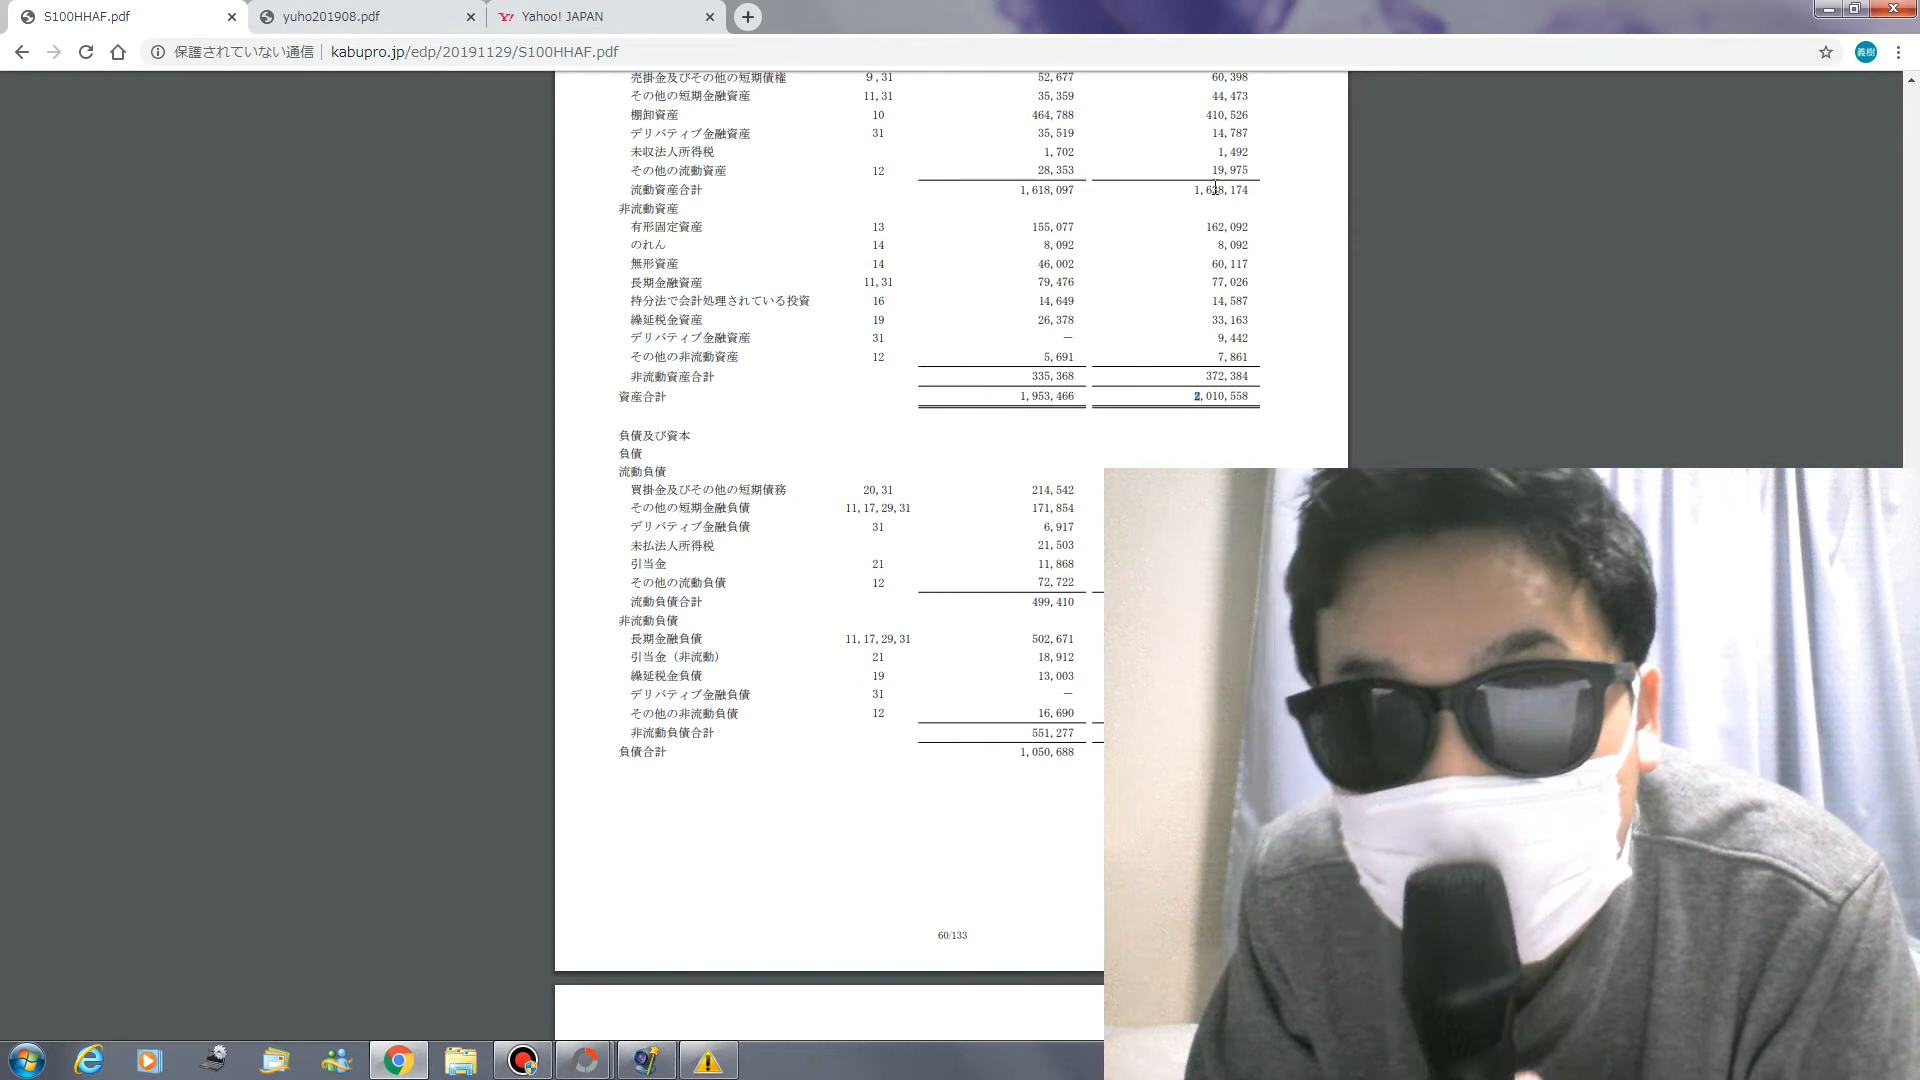 S100HHAF.pdf
yuho201908.pdf
Yahoo! JAPAN
保護されていない通信 | kabupro.jp/edp/20191129/S100HHAF.pdf
義樹
売掛金及びその他の短期債権 9,31 52,677 60,398
その他の短期金融資産 11,31 35,359 44,473
棚卸資産 10 464,788 410,526
デリバティブ金融資産 31 35,519 14,787
未収法人所得税 1,702 1,492
その他の流動資産 12 28,353 19,975
流動資産合計 1,618,097 1,638,174
非流動資産
有形固定資産 13 155,077 162,092
のれん 14 8,092 8,092
無形資産 14 46,002 60,117
長期金融資産 11,31 79,476 77,026
持分法で会計処理されている投資 16 14,649 14,587
繰延税金資産 19 26,378 33,163
デリバティブ金融資産 31 － 9,442
その他の非流動資産 12 5,691 7,861
非流動資産合計 335,368 372,384
資産合計 1,953,466 2,010,558
負債及び資本
負債
流動負債
買掛金及びその他の短期債務 20,31 214,542
その他の短期金融負債 11,17,29,31 171,854
デリバティブ金融負債 31 6,917
未払法人所得税 21,503
引当金 21 11,868
その他の流動負債 12 72,722
流動負債合計 499,410
非流動負債
長期金融負債 11,17,29,31 502,671
引当金（非流動） 21 18,912
繰延税金負債 19 13,003
デリバティブ金融負債 31 －
その他の非流動負債 12 16,690
非流動負債合計 551,277
負債合計 1,050,688
60/133